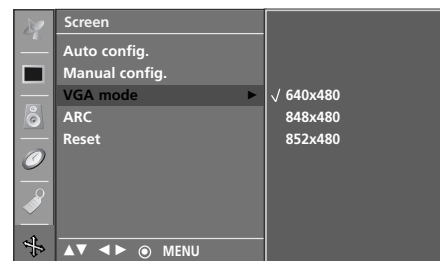 Screen
Auto config.
Manual config.
VGA mode ▶ √ 640x480
ARC 848x480
Reset 852x480
▲▼ ◀▶ ⊙ MENU